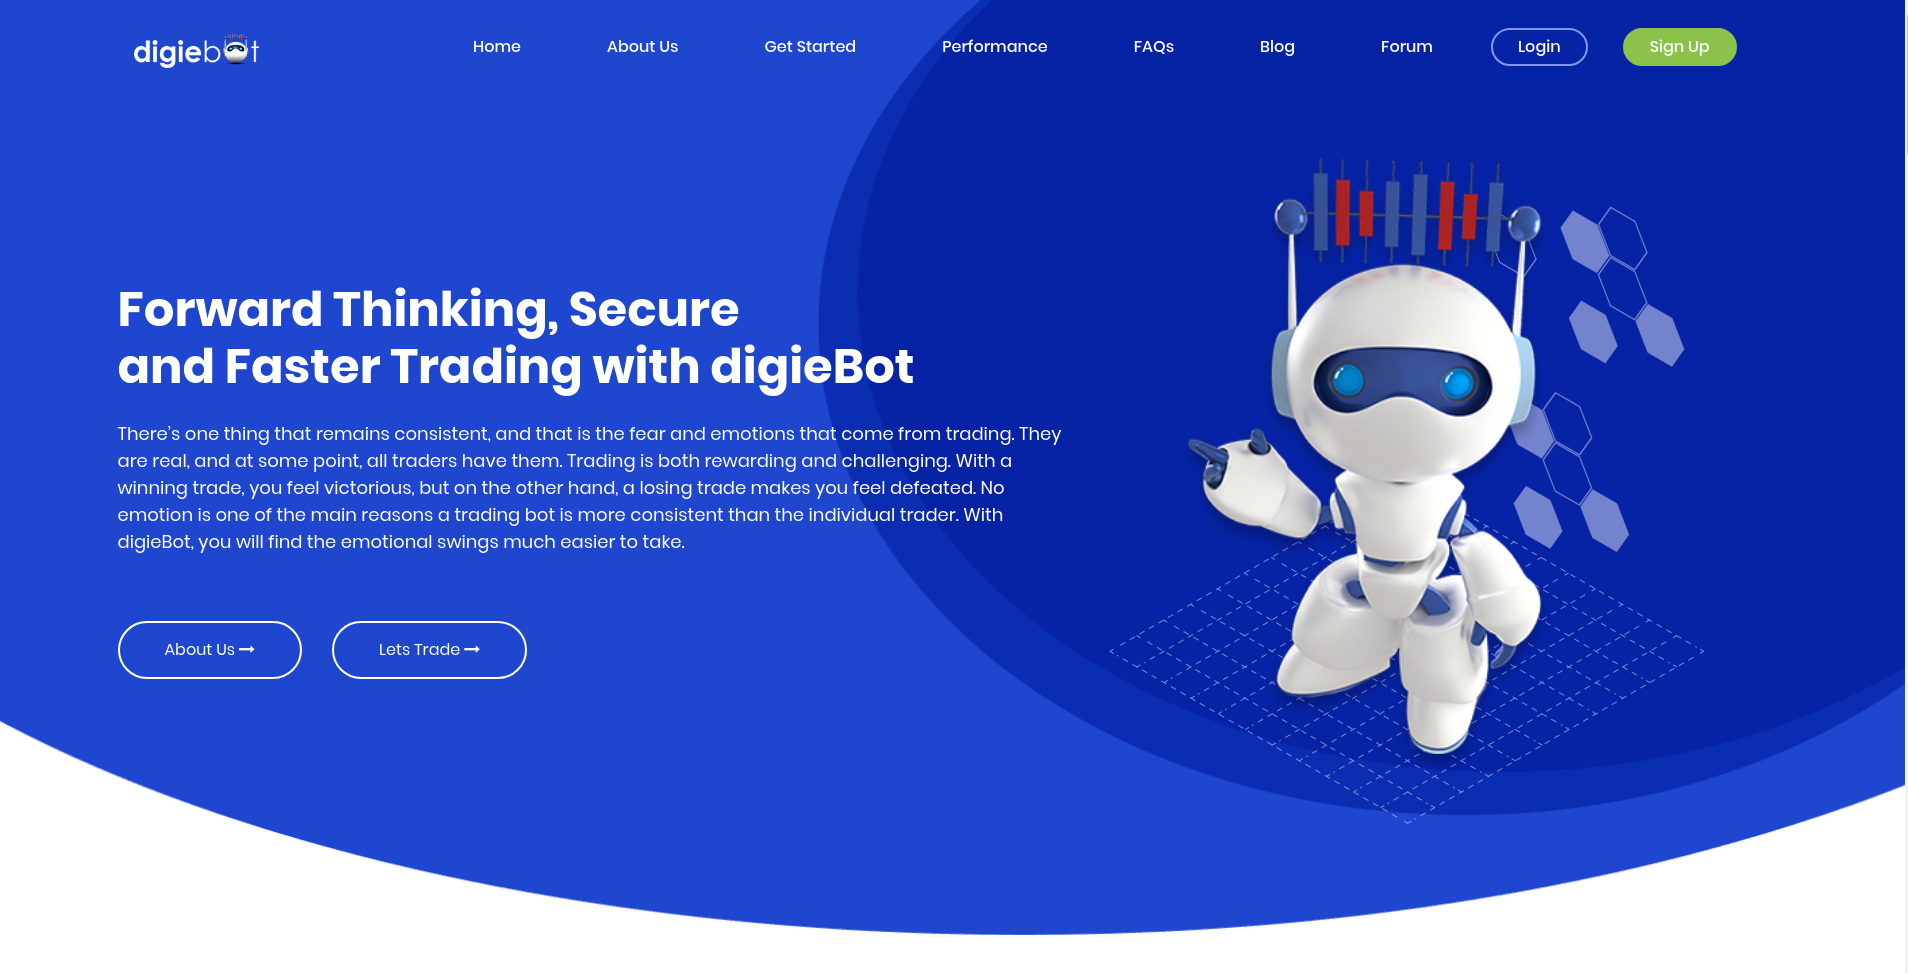 digiebot
Home
About Us
Get Started
Performance
FAQs
Blog
Forum
Login
Sign Up
Forward Thinking, Secure
and Faster Trading with digieBot
There’s one thing that remains consistent, and that is the fear and emotions that come from trading. They
are real, and at some point, all traders have them. Trading is both rewarding and challenging. With a
winning trade, you feel victorious, but on the other hand, a losing trade makes you feel defeated. No
emotion is one of the main reasons a trading bot is more consistent than the individual trader. With
digieBot, you will find the emotional swings much easier to take.
About Us
Lets Trade